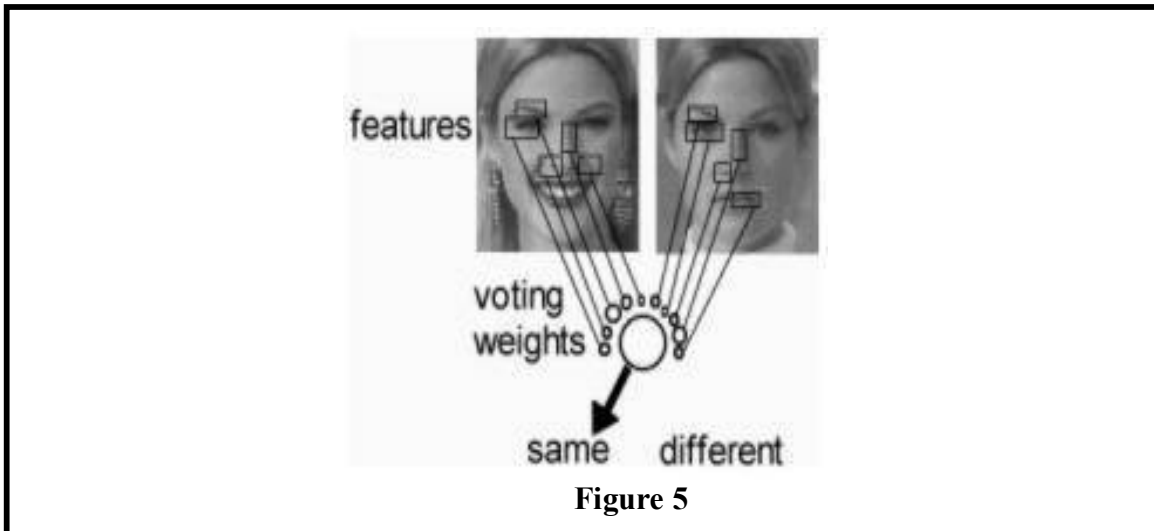 features
voting
weights
same different
Figure 5